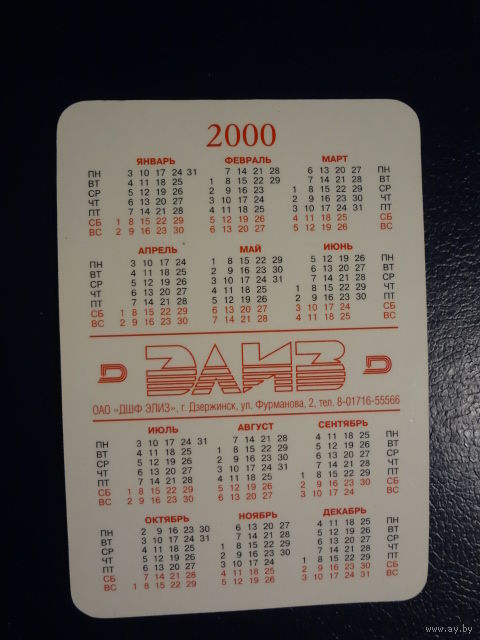 2000
ЯНВАРЬ ФЕВРАЛЬ МАРТ
ПН 3 10 17 24 31 7 14 21 28 6 13 20 27 ПН
ВТ 4 11 18 25 1 8 15 22 29 7 14 21 28 ВТ
СР 5 12 19 26 2 9 16 23 1 8 15 22 29 СР
ЧТ 6 13 20 27 3 10 17 24 2 9 16 23 30 ЧТ
ПТ 7 14 21 28 4 11 18 25 3 10 17 24 31 ПТ
СБ 1 8 15 22 29 5 12 19 26 4 11 18 25 СБ
ВС 2 9 16 23 30 6 13 20 27 5 12 19 26 ВС
АПРЕЛЬ МАЙ ИЮНЬ
ПН 3 10 17 24 1 8 15 22 29 5 12 19 26 ПН
ВТ 4 11 18 25 2 9 16 23 30 6 13 20 27 ВТ
СР 5 12 19 26 3 10 17 24 31 7 14 21 28 СР
ЧТ 6 13 20 27 4 11 18 25 1 8 15 22 29 ЧТ
ПТ 7 14 21 28 5 12 19 26 2 9 16 23 30 ПТ
СБ 1 8 15 22 29 6 13 20 27 3 10 17 24 СБ
ВС 2 9 16 23 30 7 14 21 28 4 11 18 25 ВС
ЭЛИЗ
ОАО «ДШФ ЭЛИЗ», г. Дзержинск, ул. Фурманова, 2, тел. 8-01716-55566
ИЮЛЬ АВГУСТ СЕНТЯБРЬ
ПН 3 10 17 24 31 7 14 21 28 4 11 18 25 ПН
ВТ 4 11 18 25 1 8 15 22 29 5 12 19 26 ВТ
СР 5 12 19 26 2 9 16 23 30 6 13 20 27 СР
ЧТ 6 13 20 27 3 10 17 24 31 7 14 21 28 ЧТ
ПТ 7 14 21 28 4 11 18 25 1 8 15 22 29 ПТ
СБ 1 8 15 22 29 5 12 19 26 2 9 16 23 30 СБ
ВС 2 9 16 23 30 6 13 20 27 3 10 17 24 ВС
ОКТЯБРЬ НОЯБРЬ ДЕКАБРЬ
ПН 2 9 16 23 30 6 13 20 27 4 11 18 25 ПН
ВТ 3 10 17 24 31 7 14 21 28 5 12 19 26 ВТ
СР 4 11 18 25 1 8 15 22 29 6 13 20 27 СР
ЧТ 5 12 19 26 2 9 16 23 30 7 14 21 28 ЧТ
ПТ 6 13 20 27 3 10 17 24 1 8 15 22 29 ПТ
СБ 7 14 21 28 4 11 18 25 2 9 16 23 30 СБ
ВС 1 8 15 22 29 5 12 19 26 3 10 17 24 31 ВС
www.ay.by